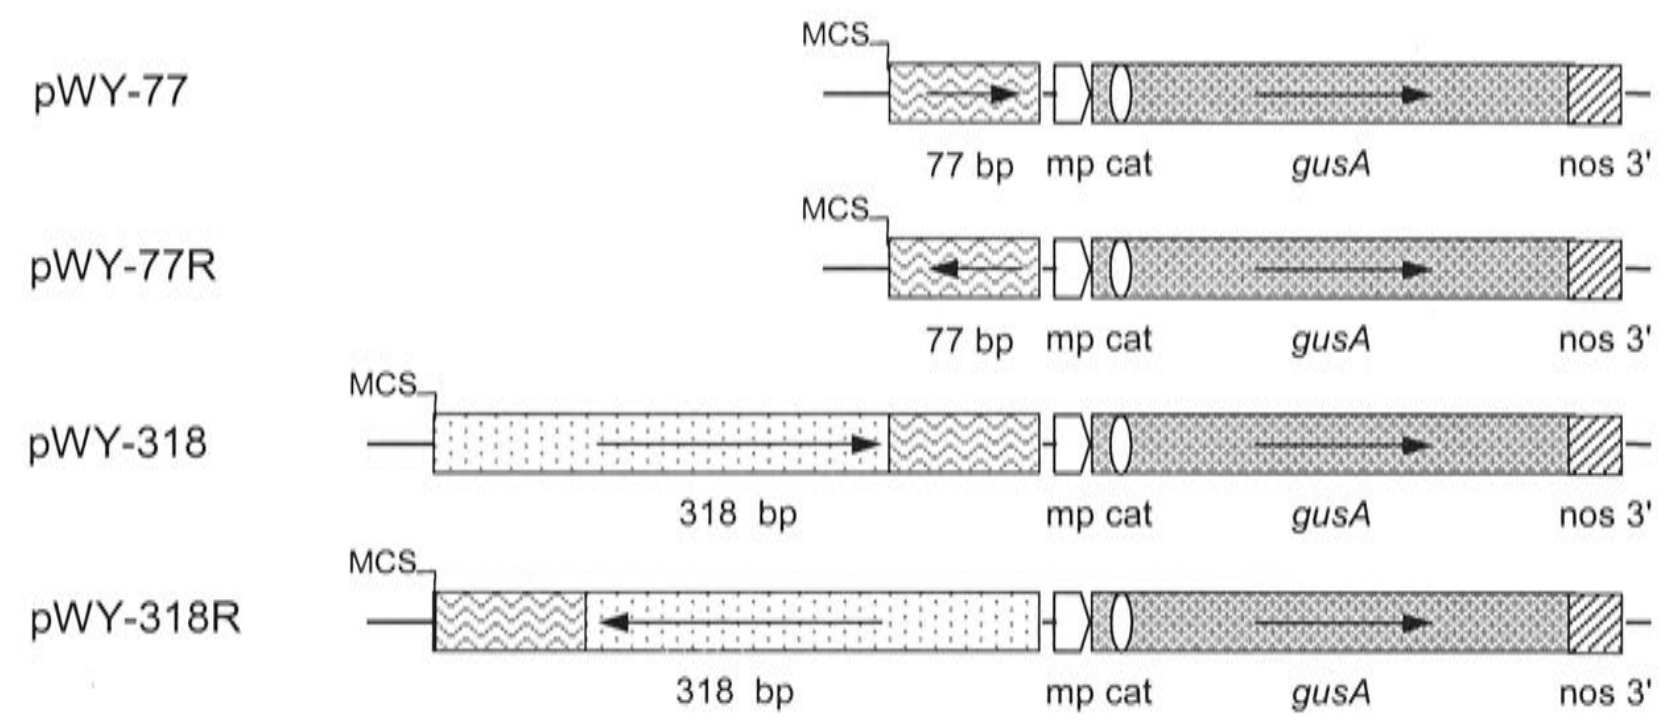 MCS
pWY-77
77 bp mp cat gusA nos 3'
MCS
pWY-77R
77 bp mp cat gusA nos 3'
MCS
pWY-318
318 bp mp cat gusA nos 3'
MCS
pWY-318R
318 bp mp cat gusA nos 3'